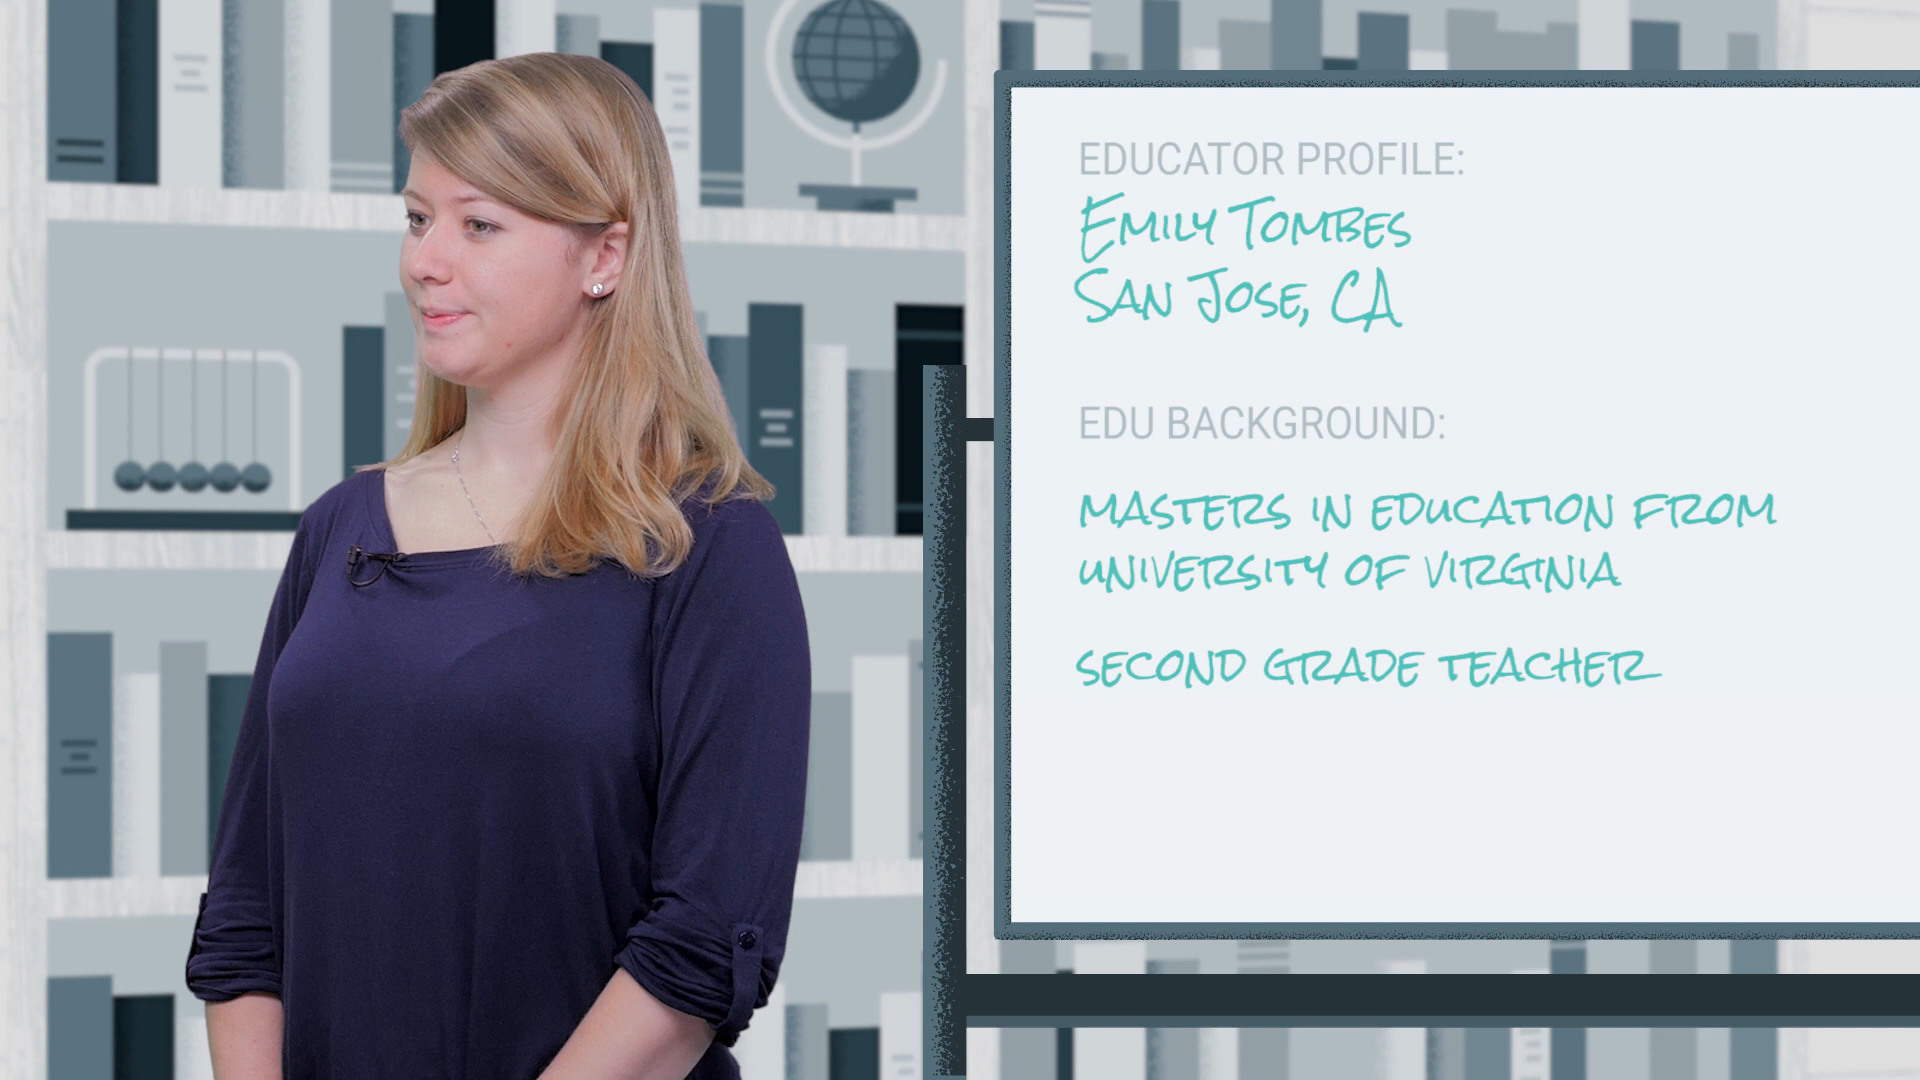 EDUCATOR PROFILE:
EMILY TOMBES
SAN JOSE, CA
EDU BACKGROUND:
MASTERS IN EDUCATION FROM
UNIVERSITY OF VIRGINIA
SECOND GRADE TEACHER